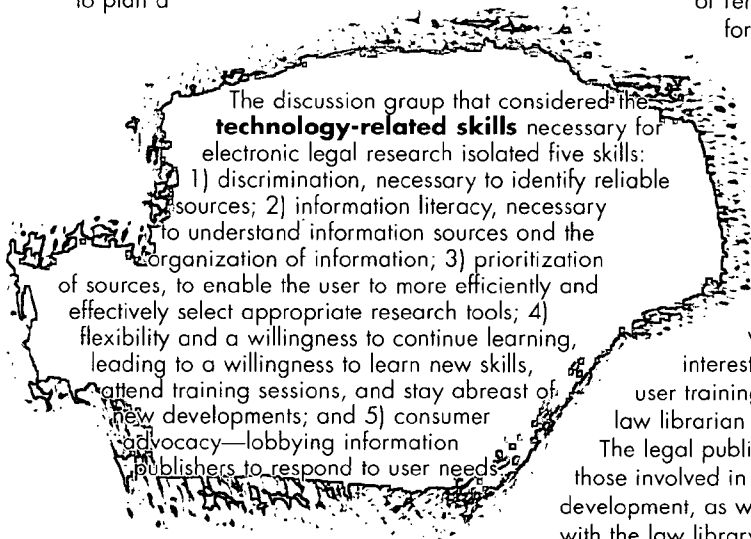 to plan a
The discussion group that considered the
technology-related skills necessary for
electronic legal research isolated five skills:
1) discrimination, necessary to identify reliable
sources; 2) information literacy, necessary
to understand information sources ond the
organization of information; 3) prioritization
of sources, to enable the user to more efficiently and
effectively select appropriate research tools; 4)
flexibility and a willingness to continue learning,
leading to a willingness to learn new skills,
attend training sessions, and stay abreast of
new developments; and 5) consumer
advocacy—lobbying information
publishers to respond to user needs.
for
interest
user training
law librarian
The legal publi
those involved in
development, as w
with the law library